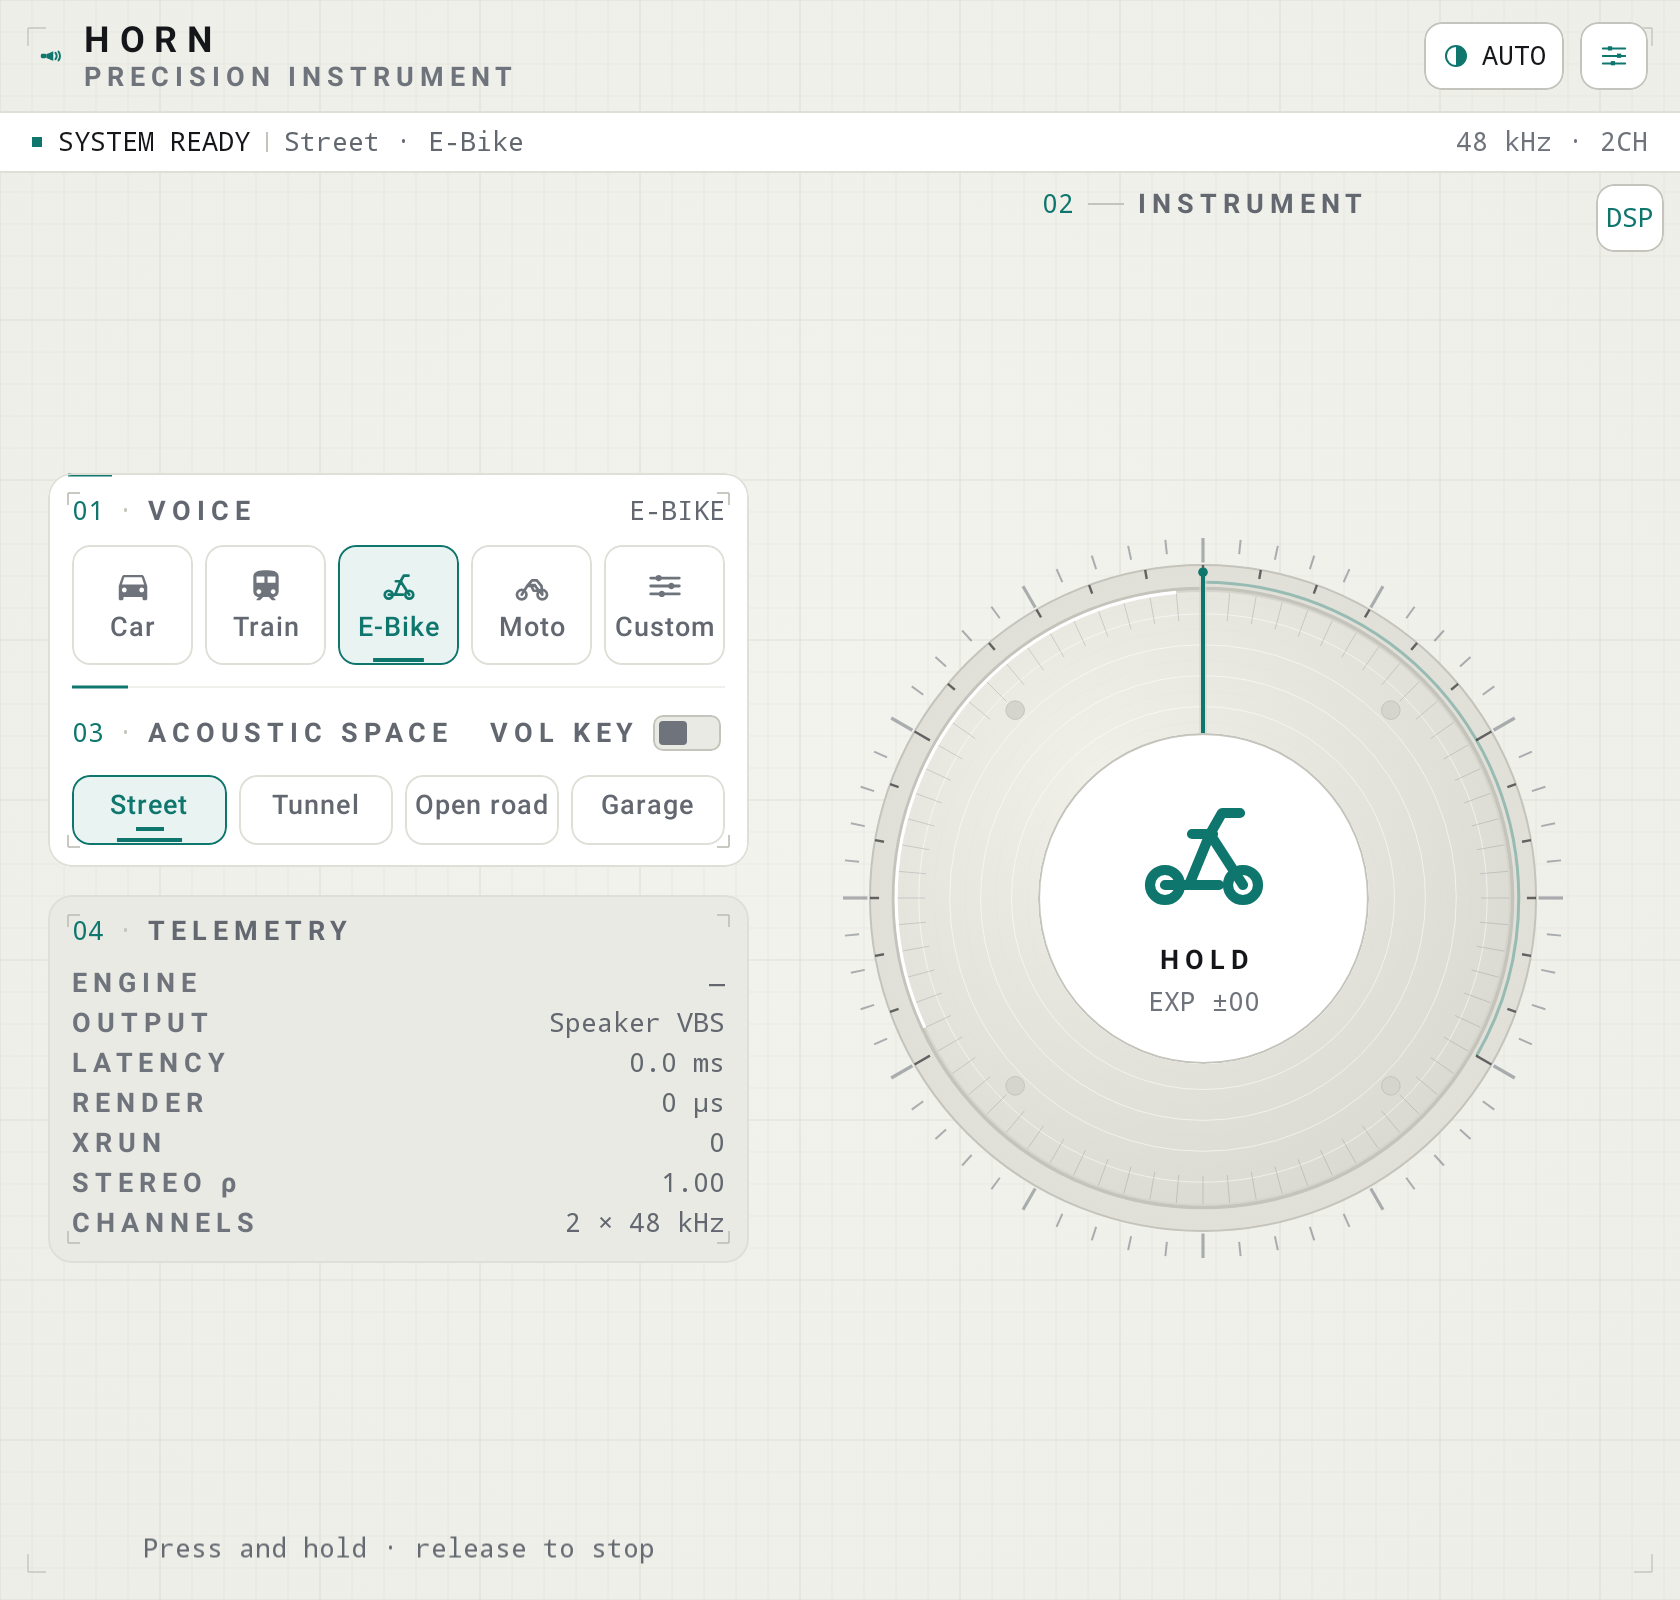 HORN
PRECISION INSTRUMENT
AUTO
SYSTEM READY | Street · E-Bike
48 kHz · 2CH
02 — INSTRUMENT
DSP
01 · VOICE
E-BIKE
Car
Train
E-Bike
Moto
Custom
03 · ACOUSTIC SPACE
VOL KEY
Street
Tunnel
Open road
Garage
04 · TELEMETRY
ENGINE —
OUTPUT Speaker VBS
LATENCY 0.0 ms
RENDER 0 µs
XRUN 0
STEREO ρ 1.00
CHANNELS 2 × 48 kHz
HOLD
EXP ±00
Press and hold · release to stop